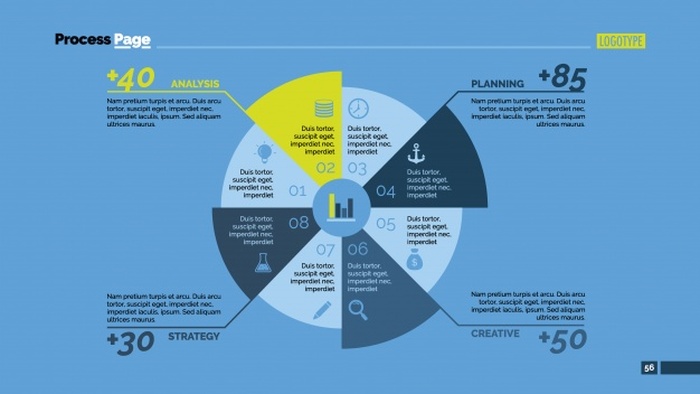 Process Page
LOGOTYPE
+40 ANALYSIS
Nam pretium turpis et arcu. Duis arcu
tortor, suscipit eget, imperdiet nec,
imperdiet iaculis, ipsum. Sed aliquam
ultrices maurus.
PLANNING +85
Nam pretium turpis et arcu. Duis arcu
tortor, suscipit eget, imperdiet nec,
imperdiet iaculis, ipsum. Sed aliquam
ultrices maurus.
Duis tortor,
suscipit eget,
imperdiet nec,
imperdiet
01
Duis tortor,
suscipit eget,
imperdiet nec,
imperdiet
02
Duis tortor,
suscipit eget,
imperdiet nec,
imperdiet
03
Duis tortor,
suscipit eget,
imperdiet nec,
imperdiet
04
Duis tortor,
suscipit eget,
imperdiet nec,
imperdiet
05
$
06
Duis tortor,
suscipit eget,
imperdiet nec,
imperdiet
07
Duis tortor,
suscipit eget,
imperdiet nec,
imperdiet
08
Duis tortor,
suscipit eget,
imperdiet nec,
imperdiet
Nam pretium turpis et arcu. Duis arcu
tortor, suscipit eget, imperdiet nec,
imperdiet iaculis, ipsum. Sed aliquam
ultrices maurus.
+30 STRATEGY
Nam pretium turpis et arcu. Duis arcu
tortor, suscipit eget, imperdiet nec,
imperdiet iaculis, ipsum. Sed aliquam
ultrices maurus.
CREATIVE +50
56